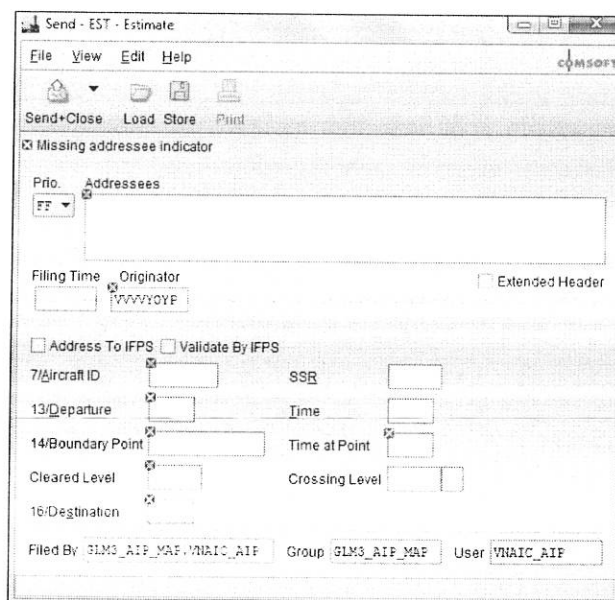 Send - EST - Estimate
File View Edit Help
COMSOFT
Send+Close Load Store Print
Missing addressee indicator
Prio. Addressees
FF
Filing Time Originator
VVVVYOYP
Extended Header
Address To IFPS Validate By IFPS
7/Aircraft ID SSR
13/Departure Time
14/Boundary Point Time at Point
Cleared Level Crossing Level
16/Destination
Filed By GLM3_AIP_MAP.VNAIC_AIP Group GLM3_AIP_MAP User VNAIC_AIP